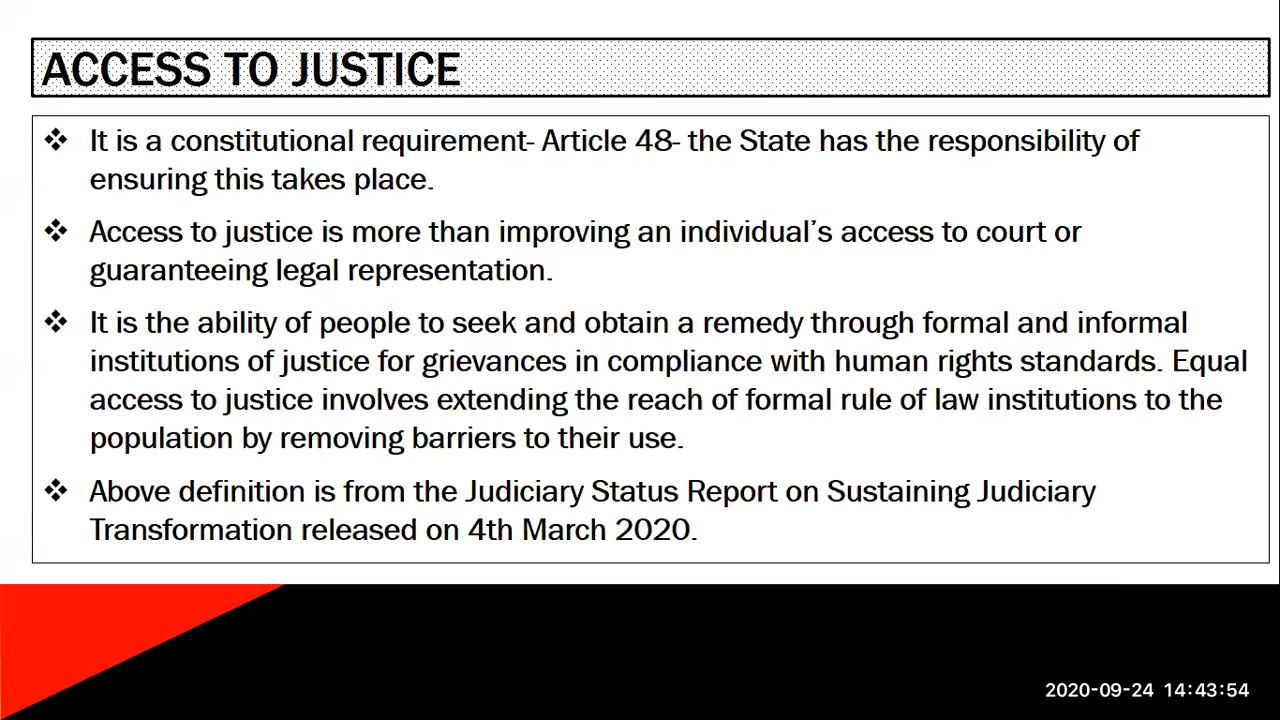 ACCESS TO JUSTICE
❖ It is a constitutional requirement- Article 48- the State has the responsibility of
ensuring this takes place.
❖ Access to justice is more than improving an individual’s access to court or
guaranteeing legal representation.
❖ It is the ability of people to seek and obtain a remedy through formal and informal
institutions of justice for grievances in compliance with human rights standards. Equal
access to justice involves extending the reach of formal rule of law institutions to the
population by removing barriers to their use.
❖ Above definition is from the Judiciary Status Report on Sustaining Judiciary
Transformation released on 4th March 2020.
2020-09-24 14:43:54